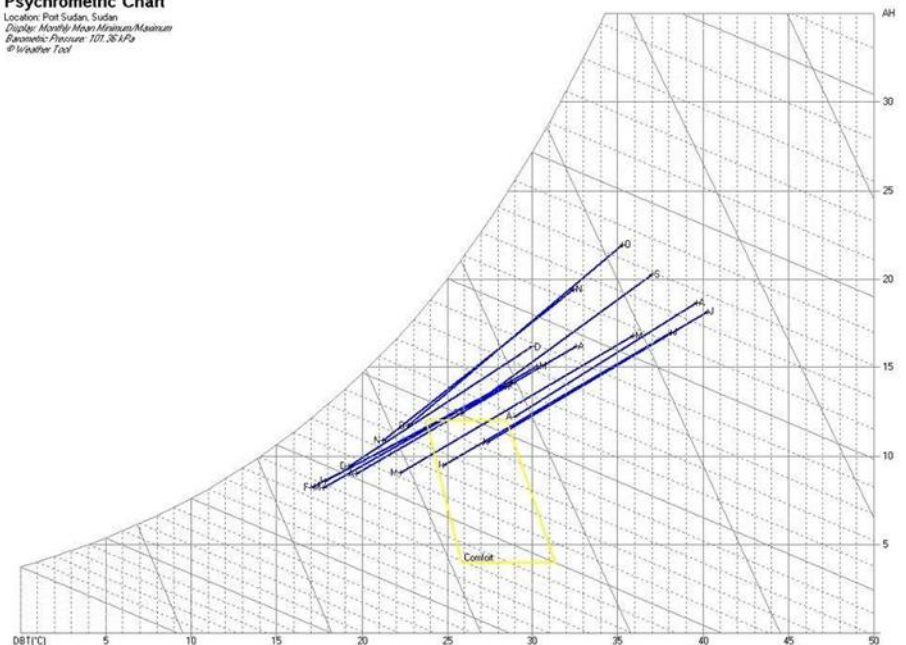 Psychrometric Chart
Location: Port Sudan, Sudan
Display: Monthly Mean Minimum/Maximum
Barometric Pressure: 101.36 kPa
© Weather Tool
AH
30
25
O
20
S
N
A
J
M
D
A
15
M
A
N
10
D
M
F
5
Comfort
DBT(°C)
5
10
15
20
25
30
35
40
45
50